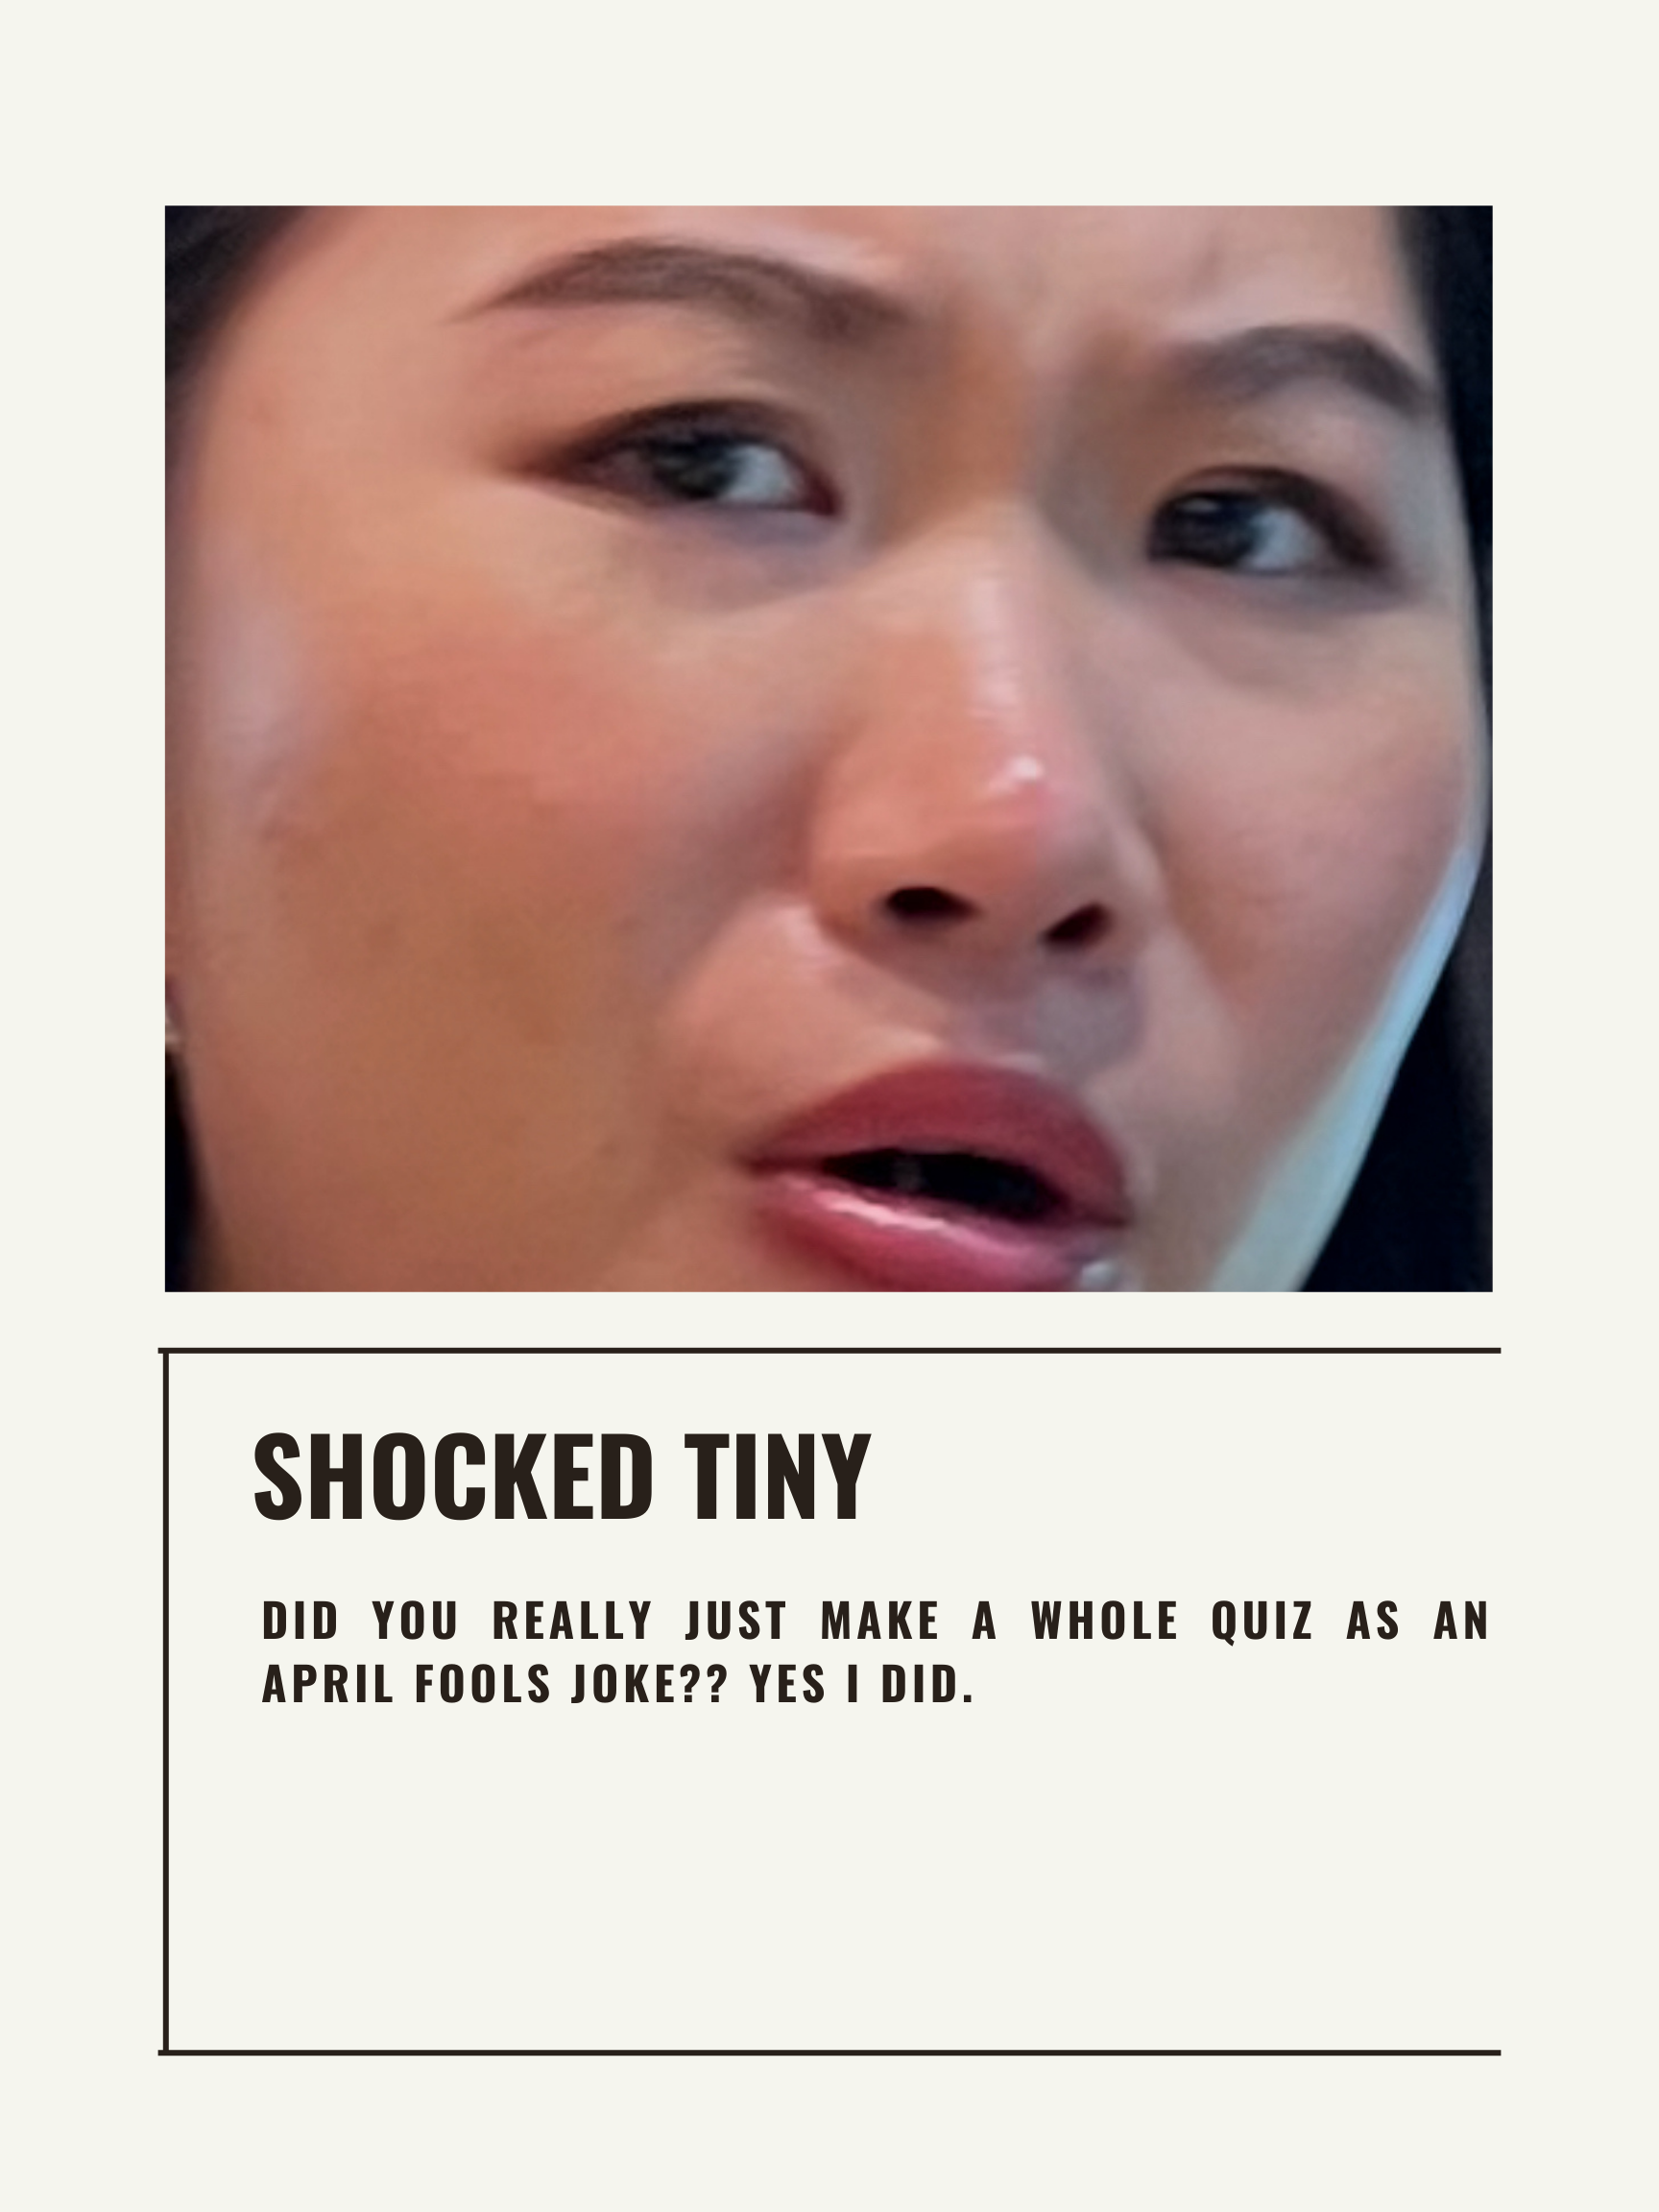 SHOCKED TINY
DID YOU REALLY JUST MAKE A WHOLE QUIZ AS AN
APRIL FOOLS JOKE?? YES I DID.